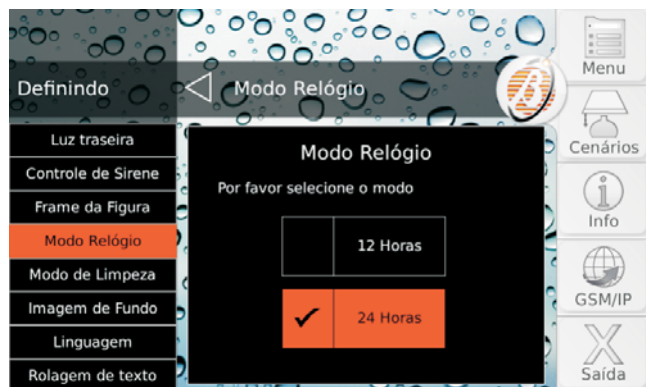 Definindo
Modo Relógio
Luz traseira
Controle de Sirene
Frame da Figura
Modo Relógio
Modo de Limpeza
Imagem de Fundo
Linguagem
Rolagem de texto
Modo Relógio
Por favor selecione o modo
12 Horas
24 Horas
Menu
Cenários
Info
GSM/IP
Saída